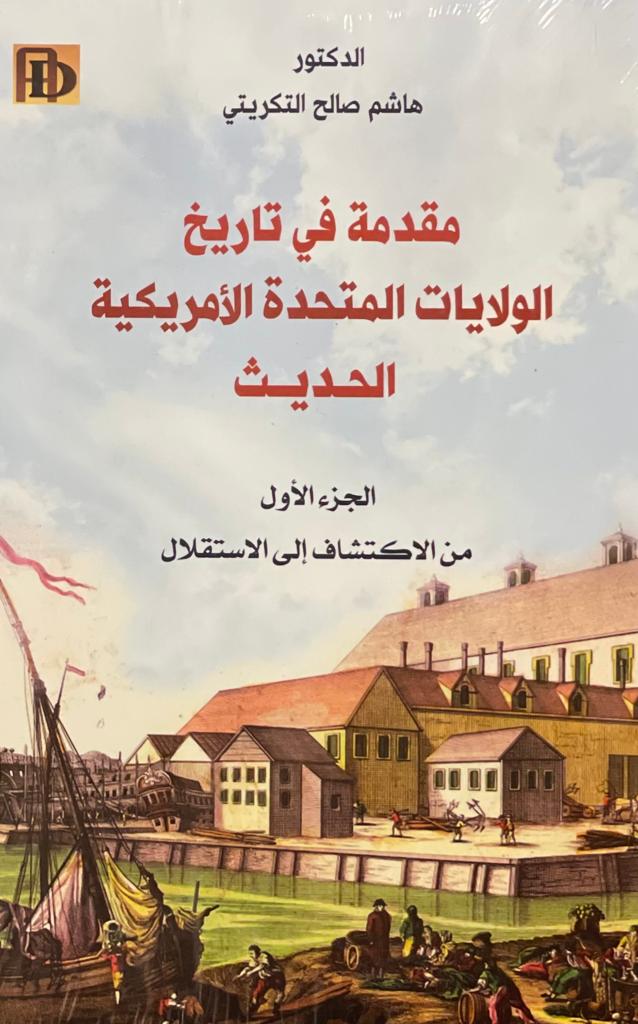 الدكتور
هاشم صالح التكريتي
مقدمة في تاريخ
الولايات المتحدة الأمريكية
الحديث
الجزء الأول
من الاكتشاف إلى الاستقلال